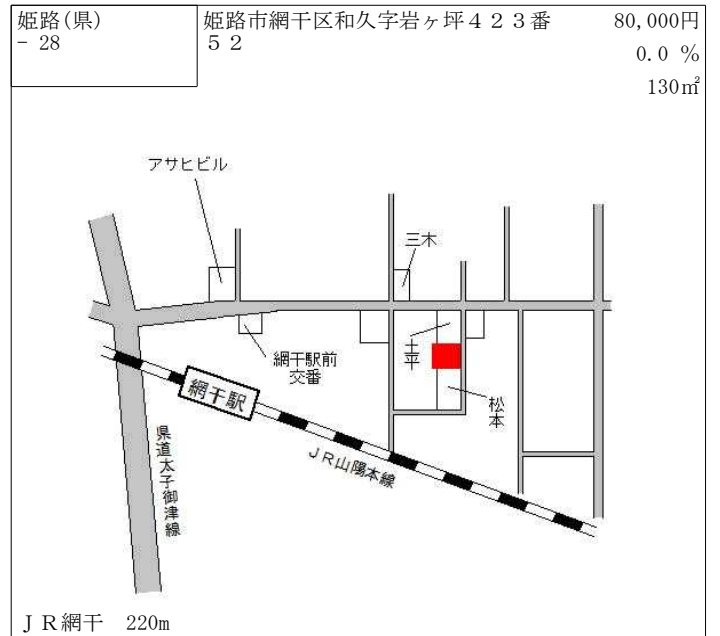 姫路(県)
- 28
姫路市網干区和久字岩ヶ坪４２３番
５２
80,000円
0.0 %
130㎡
アサヒビル
三木
網干駅前
交番
土平
松本
網干駅
ＪＲ山陽本線
県道太子御津線
ＪＲ網干 220m